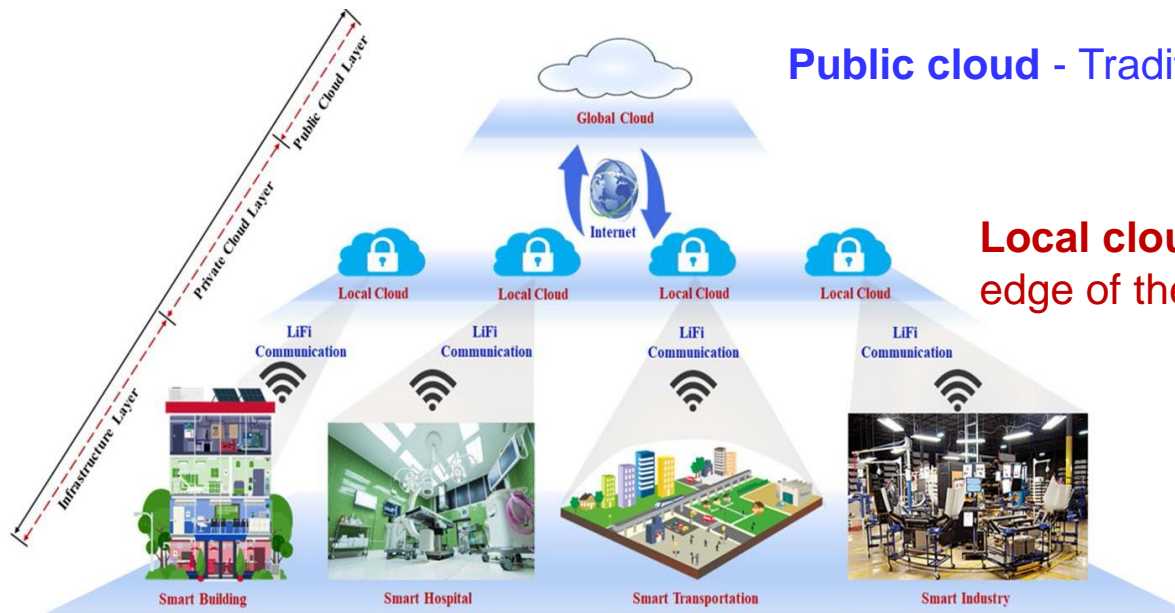 Public cloud - Tradi
Public Cloud Layer
Global Cloud
Private Cloud Layer
Internet
Local clou
edge of the
Local Cloud
Local Cloud
Local Cloud
Local Cloud
LiFi
Communication
LiFi
Communication
LiFi
Communication
LiFi
Communication
Infrastructure Layer
Smart Building
Smart Hospital
Smart Transportation
Smart Industry